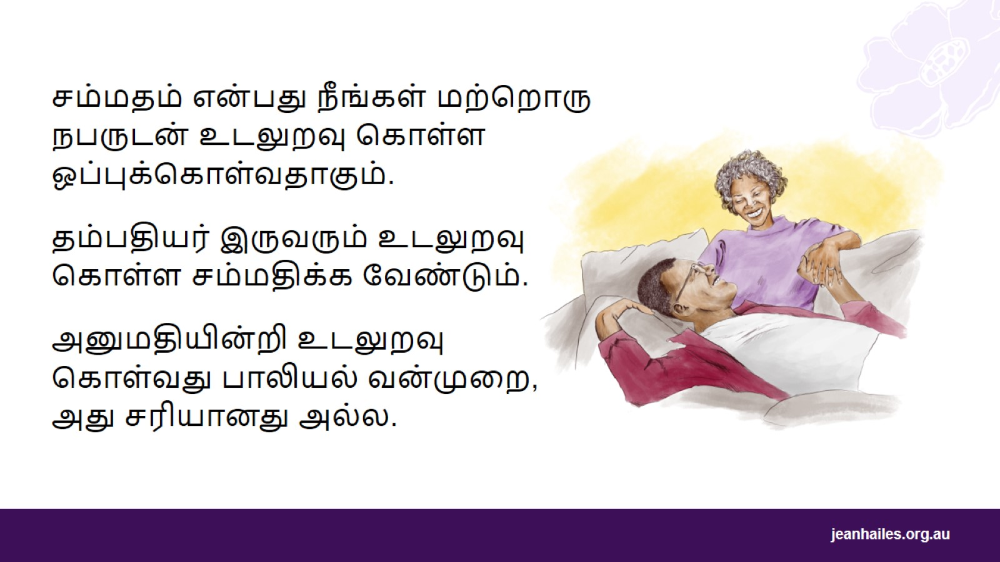 சம்மதம் என்பது நீங்கள் மற்றொரு
நபருடன் உடலுறவு கொள்ள
ஒப்புக்கொள்வதாகும்.
தம்பதியர் இருவரும் உடலுறவு
கொள்ள சம்மதிக்க வேண்டும்.
அனுமதியின்றி உடலுறவு
கொள்வது பாலியல் வன்முறை,
அது சரியானது அல்ல.
jeanhailes.org.au